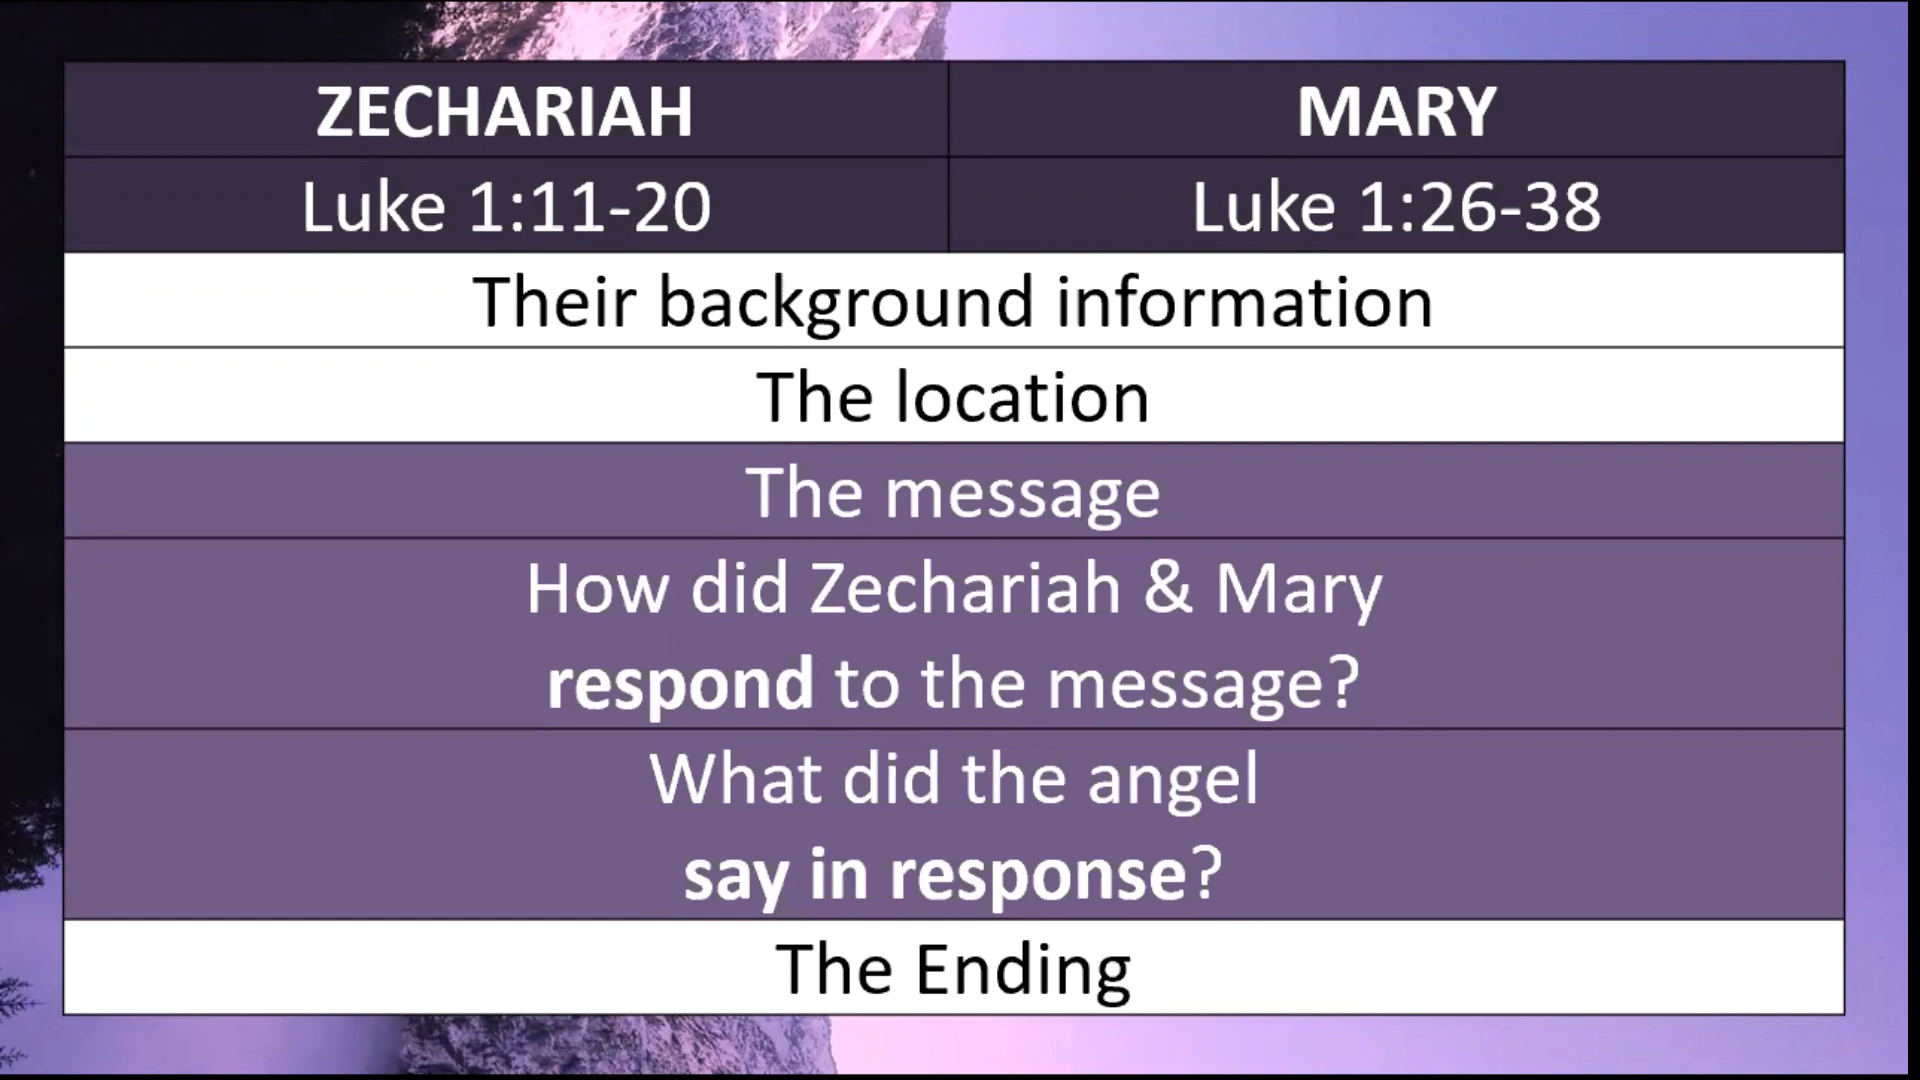 ZECHARIAH
MARY
Luke 1:11-20
Luke 1:26-38
Their background information
The location
The message
How did Zechariah & Mary
respond to the message?
What did the angel
say in response?
The Ending